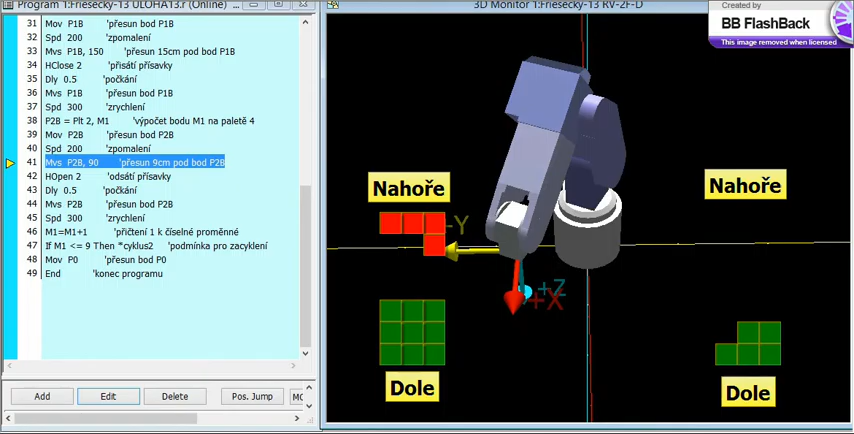 Program 1:Friesecky-13 ULOHA13.r (Online)
31 Mov P1B 'přesun bod P1B
32 Spd 200 'zpomalení
33 Mvs P1B, 150 'přesun 15cm pod bod P1B
34 HClose 2 'přisátí přísavky
35 Dly 0.5 'počkání
36 Mvs P1B 'přesun bod P1B
37 Spd 300 'zrychlení
38 P2B = Plt 2, M1 'výpočet bodu M1 na paletě 4
39 Mov P2B 'přesun bod P2B
40 Spd 200 'zpomalení
41 Mvs P2B, 90 'přesun 9cm pod bod P2B
42 HOpen 2 'odsátí přísavky
43 Dly 0.5 'počkání
44 Mvs P2B 'přesun bod P2B
45 Spd 300 'zrychlení
46 M1=M1+1 'přičtení 1 k číselné proměnné
47 If M1 <= 9 Then *cyklus2 'podmínka pro zacyklení
48 Mov P0 'přesun bod P0
49 End 'konec programu
Add Edit Delete Pos. Jump
3D Monitor 1:Friesecky-13 RV-2F-D
Created by
BB FlashBack
This image removed when licensed
Nahoře
Nahoře
-Y
+Z
+X
Dole
Dole